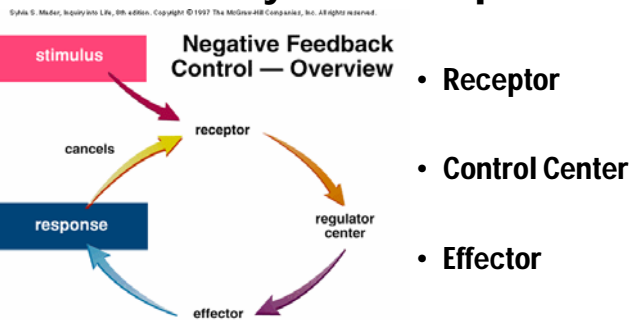 Sylvia S. Mader, Inquiry into Life, 8th edition. Copyright © 1997 The McGraw-Hill Companies, Inc. All rights reserved.
stimulus
Negative Feedback
Control — Overview
receptor
cancels
response
regulator
center
effector
• Receptor
• Control Center
• Effector